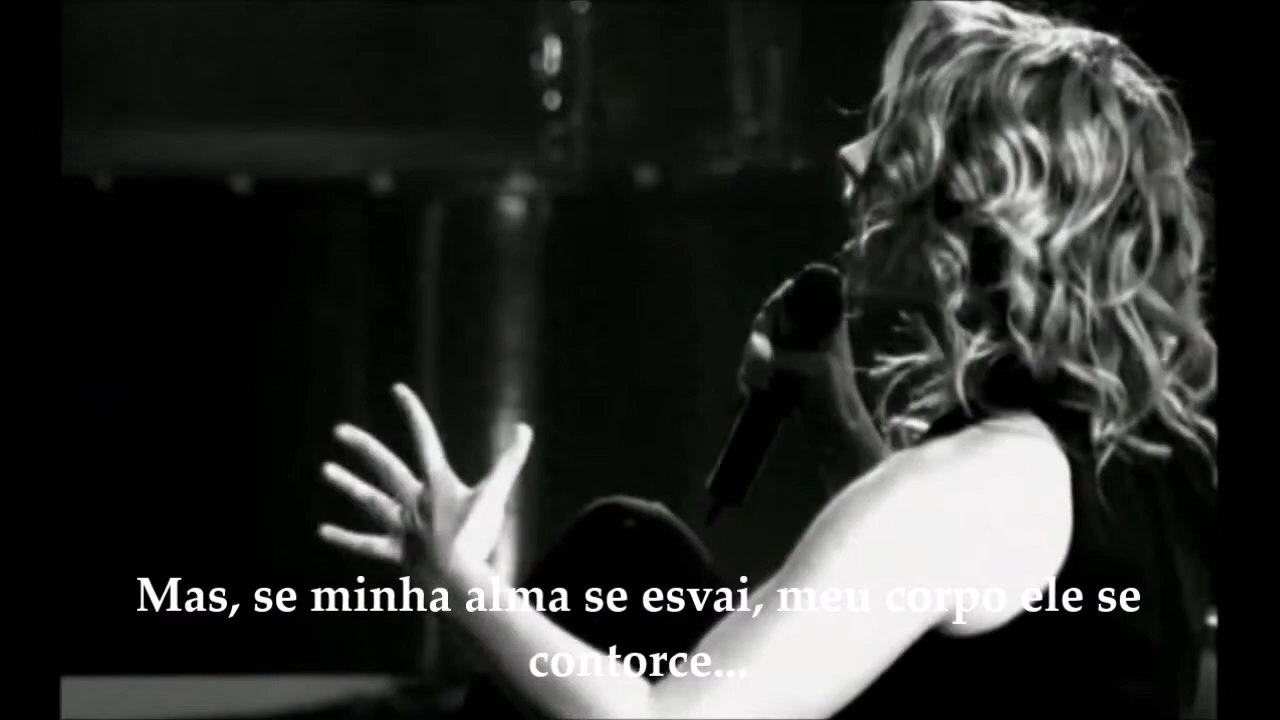 Mas, se minha alma se esvai, meu corpo ele se
contorce...